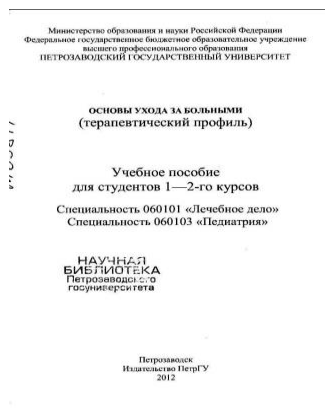 Министерство образования и науки Российской Федерации
Федеральное государственное бюджетное образовательное учреждение
высшего профессионального образования
ПЕТРОЗАВОДСКИЙ ГОСУДАРСТВЕННЫЙ УНИВЕРСИТЕТ
ОСНОВЫ УХОДА ЗА БОЛЬНЫМИ
(терапевтический профиль)
Учебное пособие
для студентов 1—2-го курсов
Специальность 060101 «Лечебное дело»
Специальность 060103 «Педиатрия»
НАУЧНАЯ
БИБЛИОТЕКА
Петрозаводского
госуниверситета
Петрозаводск
Издательство ПетрГУ
2012